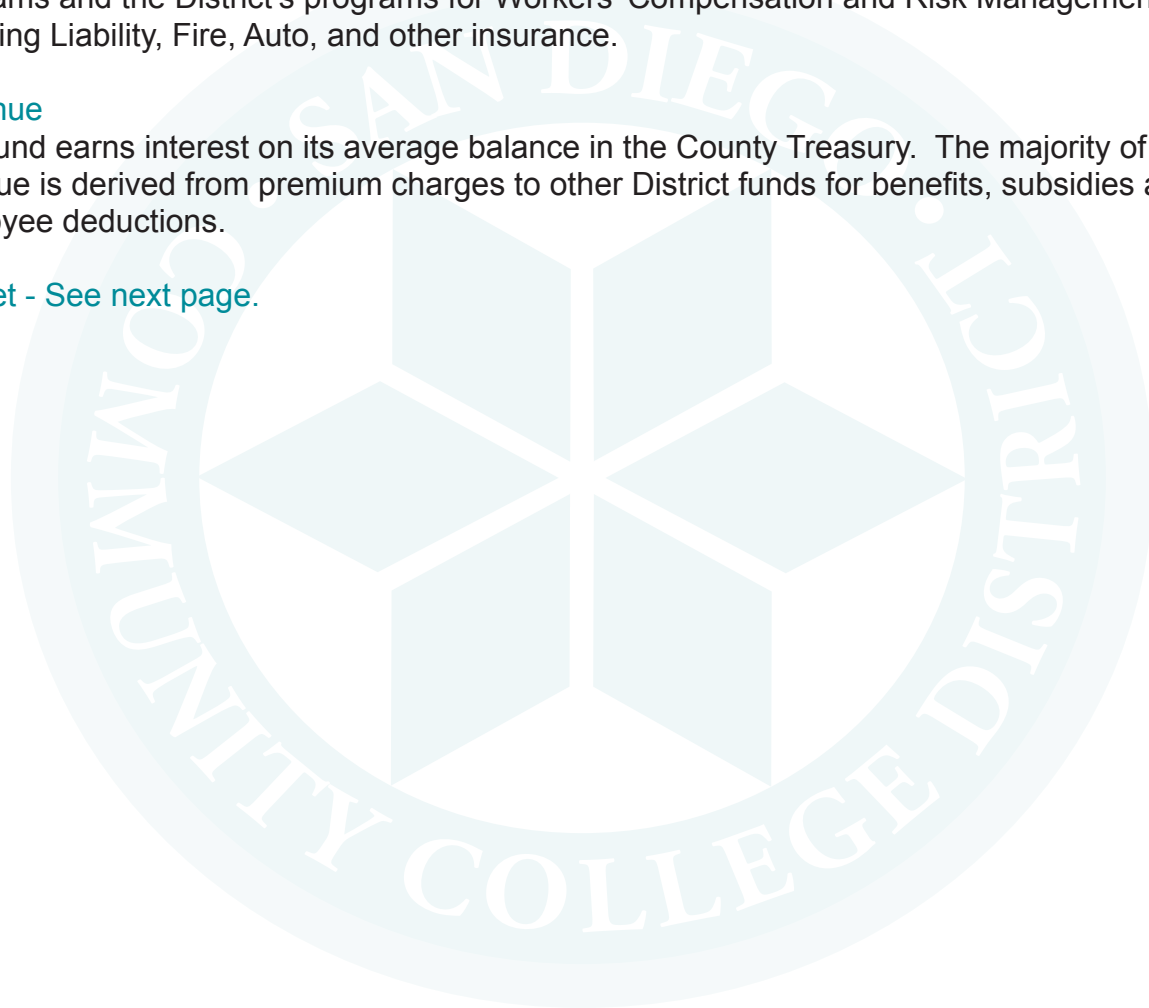 ums and the District's programs for Workers' Compensation and Risk Management
ing Liability, Fire, Auto, and other insurance.
nue
und earns interest on its average balance in the County Treasury.  The majority of
ue is derived from premium charges to other District funds for benefits, subsidies a
oyee deductions.
et - See next page.
SAN DIEGO • COMMUNITY COLLEGE DISTRICT •